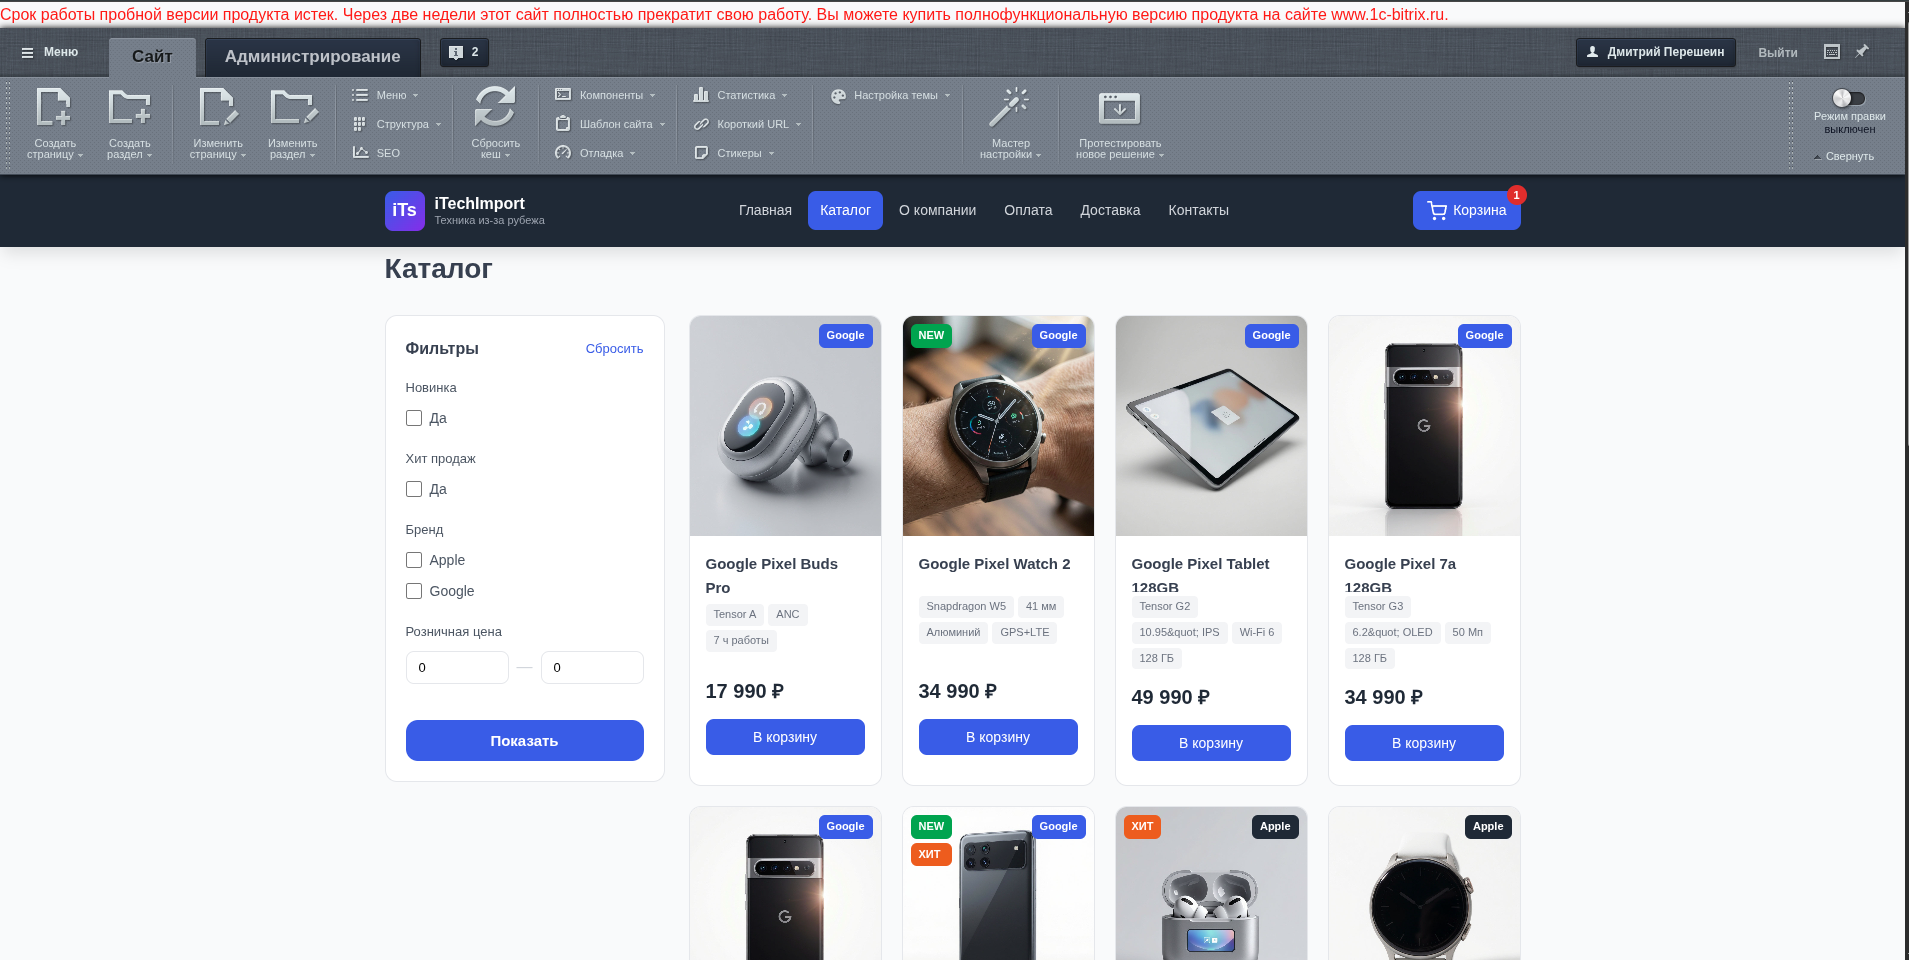 Срок работы пробной версии продукта истек. Через две недели этот сайт полностью прекратит свою работу. Вы можете купить полнофункциональную версию продукта на сайте www.1c-bitrix.ru.
Меню
Сайт
Администрирование
2
Дмитрий Перешеин
Выйти
Создать
страницу
Создать
раздел
Изменить
страницу
Изменить
раздел
Меню
Структура
SEO
Сбросить
кеш
Компоненты
Шаблон сайта
Отладка
Статистика
Короткий URL
Стикеры
Настройка темы
Мастер
настройки
Протестировать
новое решение
Режим правки
выключен
Свернуть
iTs
iTechImport
Техника из-за рубежа
Главная
Каталог
О компании
Оплата
Доставка
Контакты
Корзина
1
Каталог
Фильтры
Сбросить
Новинка
Да
Хит продаж
Да
Бренд
Apple
Google
Розничная цена
0 — 0
Показать
Google
Google Pixel Buds
Pro
Tensor A
ANC
7 ч работы
17 990 ₽
В корзину
NEW
Google
Google Pixel Watch 2
Snapdragon W5
41 мм
Алюминий
GPS+LTE
34 990 ₽
В корзину
Google
Google Pixel Tablet
128GB
Tensor G2
10.95&quot; IPS
Wi-Fi 6
128 ГБ
49 990 ₽
В корзину
Google
G
Google Pixel 7a
128GB
Tensor G3
6.2&quot; OLED
50 Мп
128 ГБ
34 990 ₽
В корзину
Google
G
NEW
Google
ХИТ
ХИТ
Apple
Apple